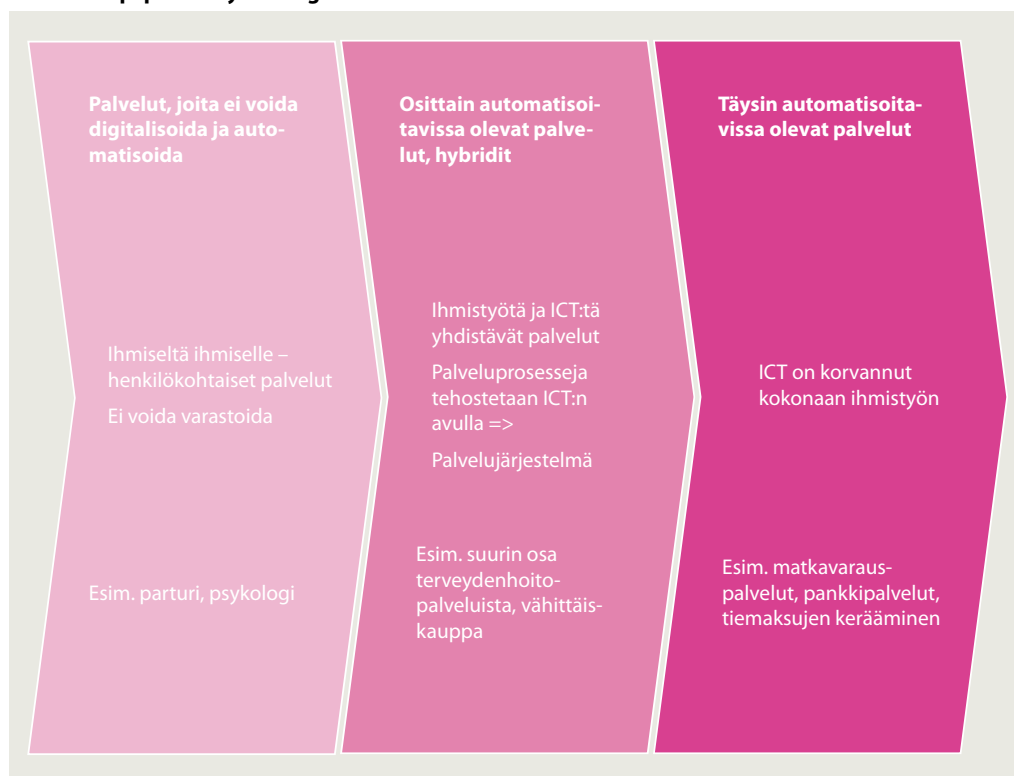 Palvelut, joita ei voida
digitalisoida ja auto-
matisoida
Ihmiseltä ihmiselle –
henkilökohtaiset palvelut
Ei voida varastoida
Esim. parturi, psykologi
Osittain automatisoi-
tavissa olevat palve-
lut, hybridit
Ihmistyötä ja ICT:tä
yhdistävät palvelut
Palveluprosesseja
tehostetaan ICT:n
avulla =>
Palvelujärjestelmä
Esim. suurin osa
terveydenhoito-
palveluista, vähittäis-
kauppa
Täysin automatisoita-
vissa olevat palvelut
ICT on korvannut
kokonaan ihmistyön
Esim. matkavaraus-
palvelut, pankkipalvelut,
tiemaksujen kerääminen